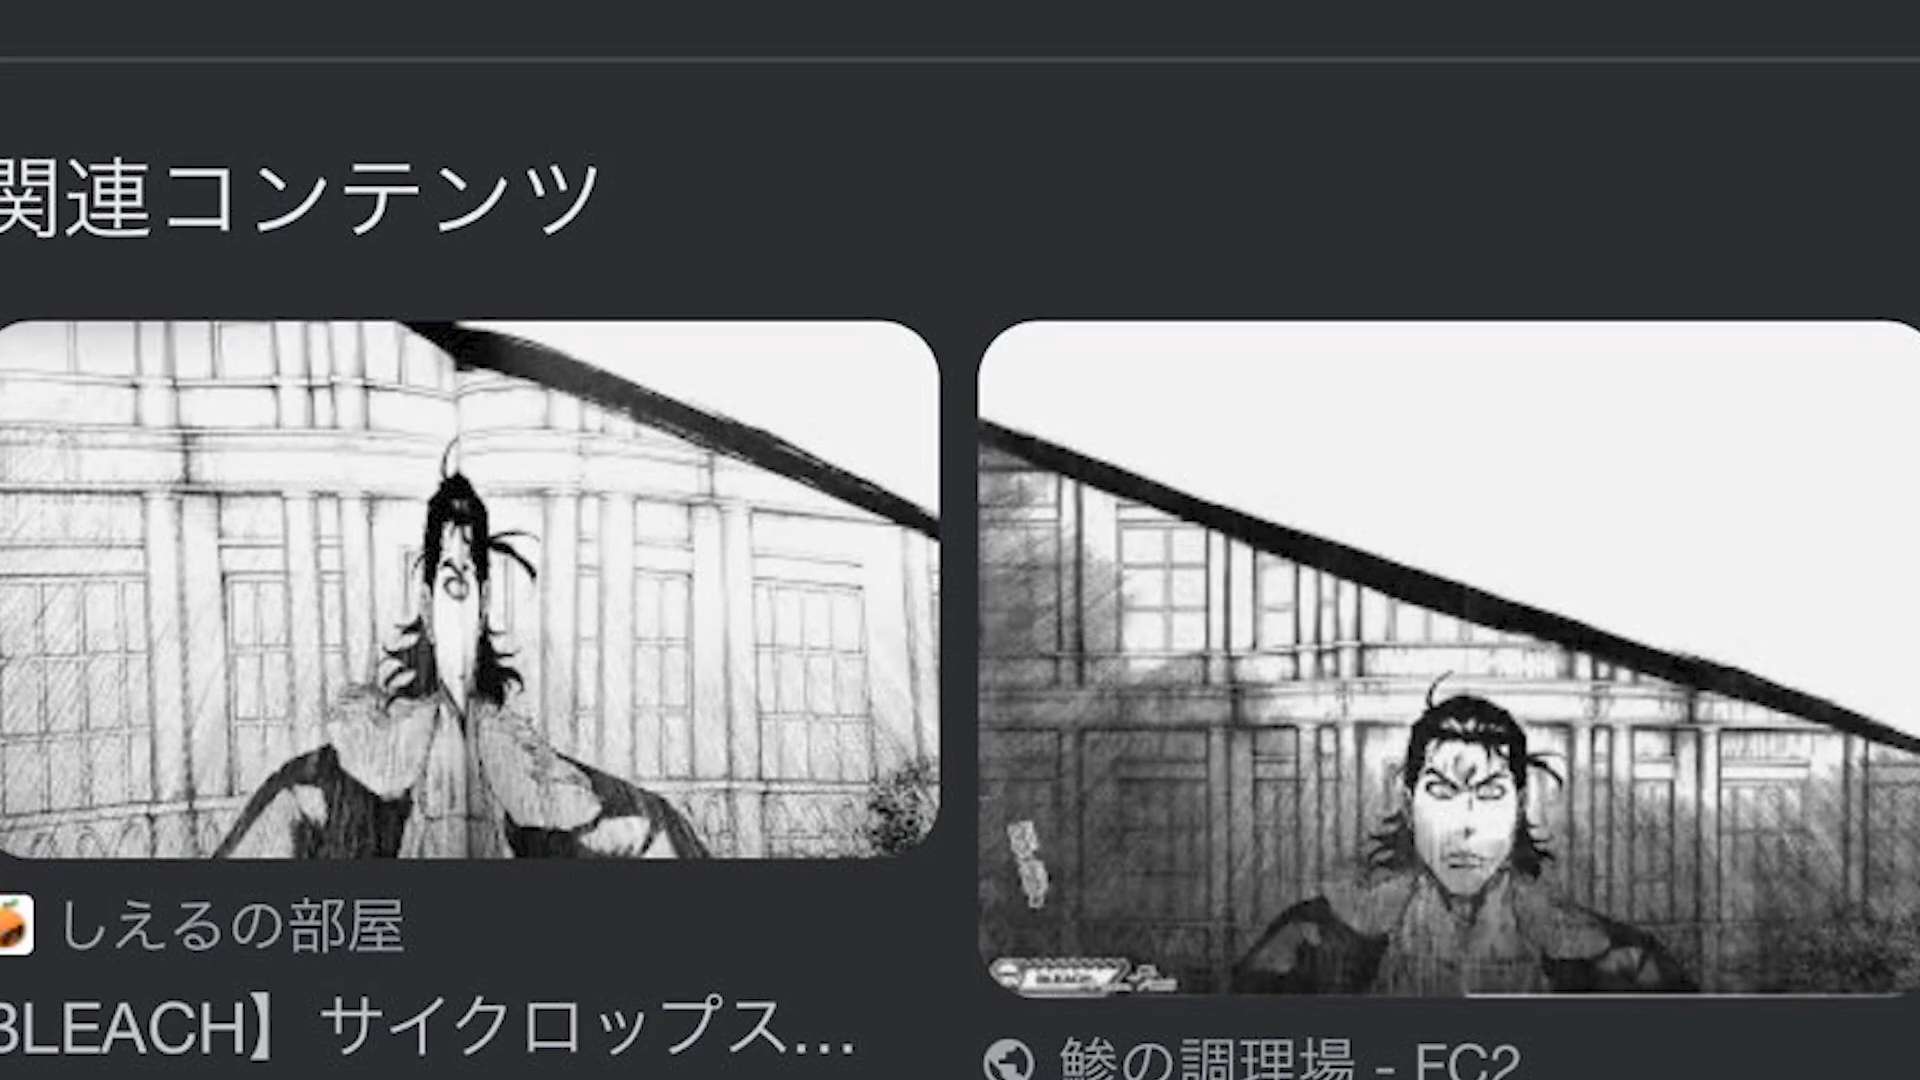 関連コンテンツ
しえるの部屋
BLEACH】 サイクロップス…
鯵の調理場 - FC2